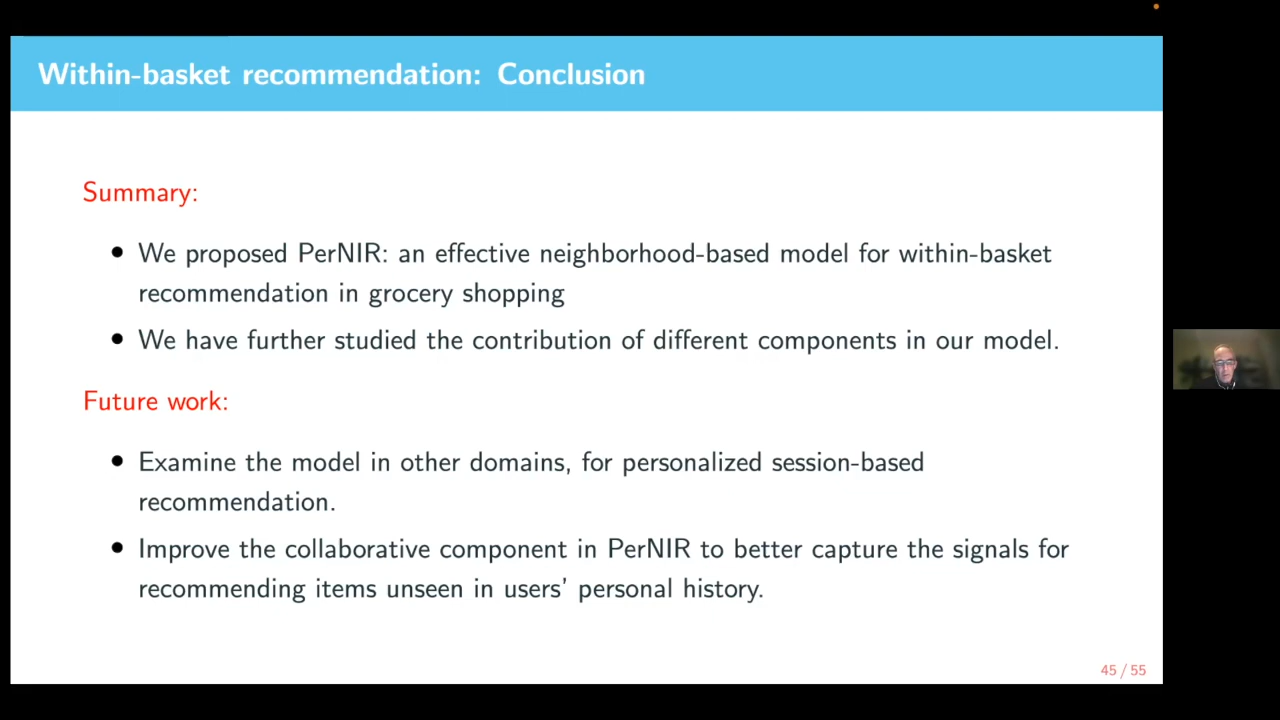 Within-basket recommendation: Conclusion
Summary:
• We proposed PerNIR: an effective neighborhood-based model for within-basket
recommendation in grocery shopping
• We have further studied the contribution of different components in our model.
Future work:
• Examine the model in other domains, for personalized session-based
recommendation.
• Improve the collaborative component in PerNIR to better capture the signals for
recommending items unseen in users' personal history.
45 / 55